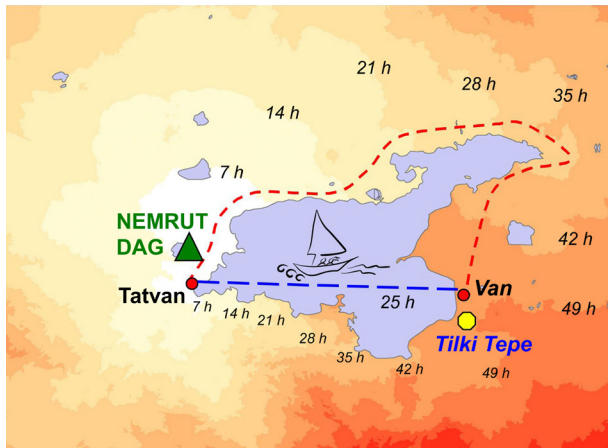 21 h
28 h
35 h
14 h
7 h
NEMRUT
DAG
42 h
Tatvan
Van
25 h
7 h
14 h
21 h
49 h
28 h
Tilki Tepe
35 h
42 h
49 h